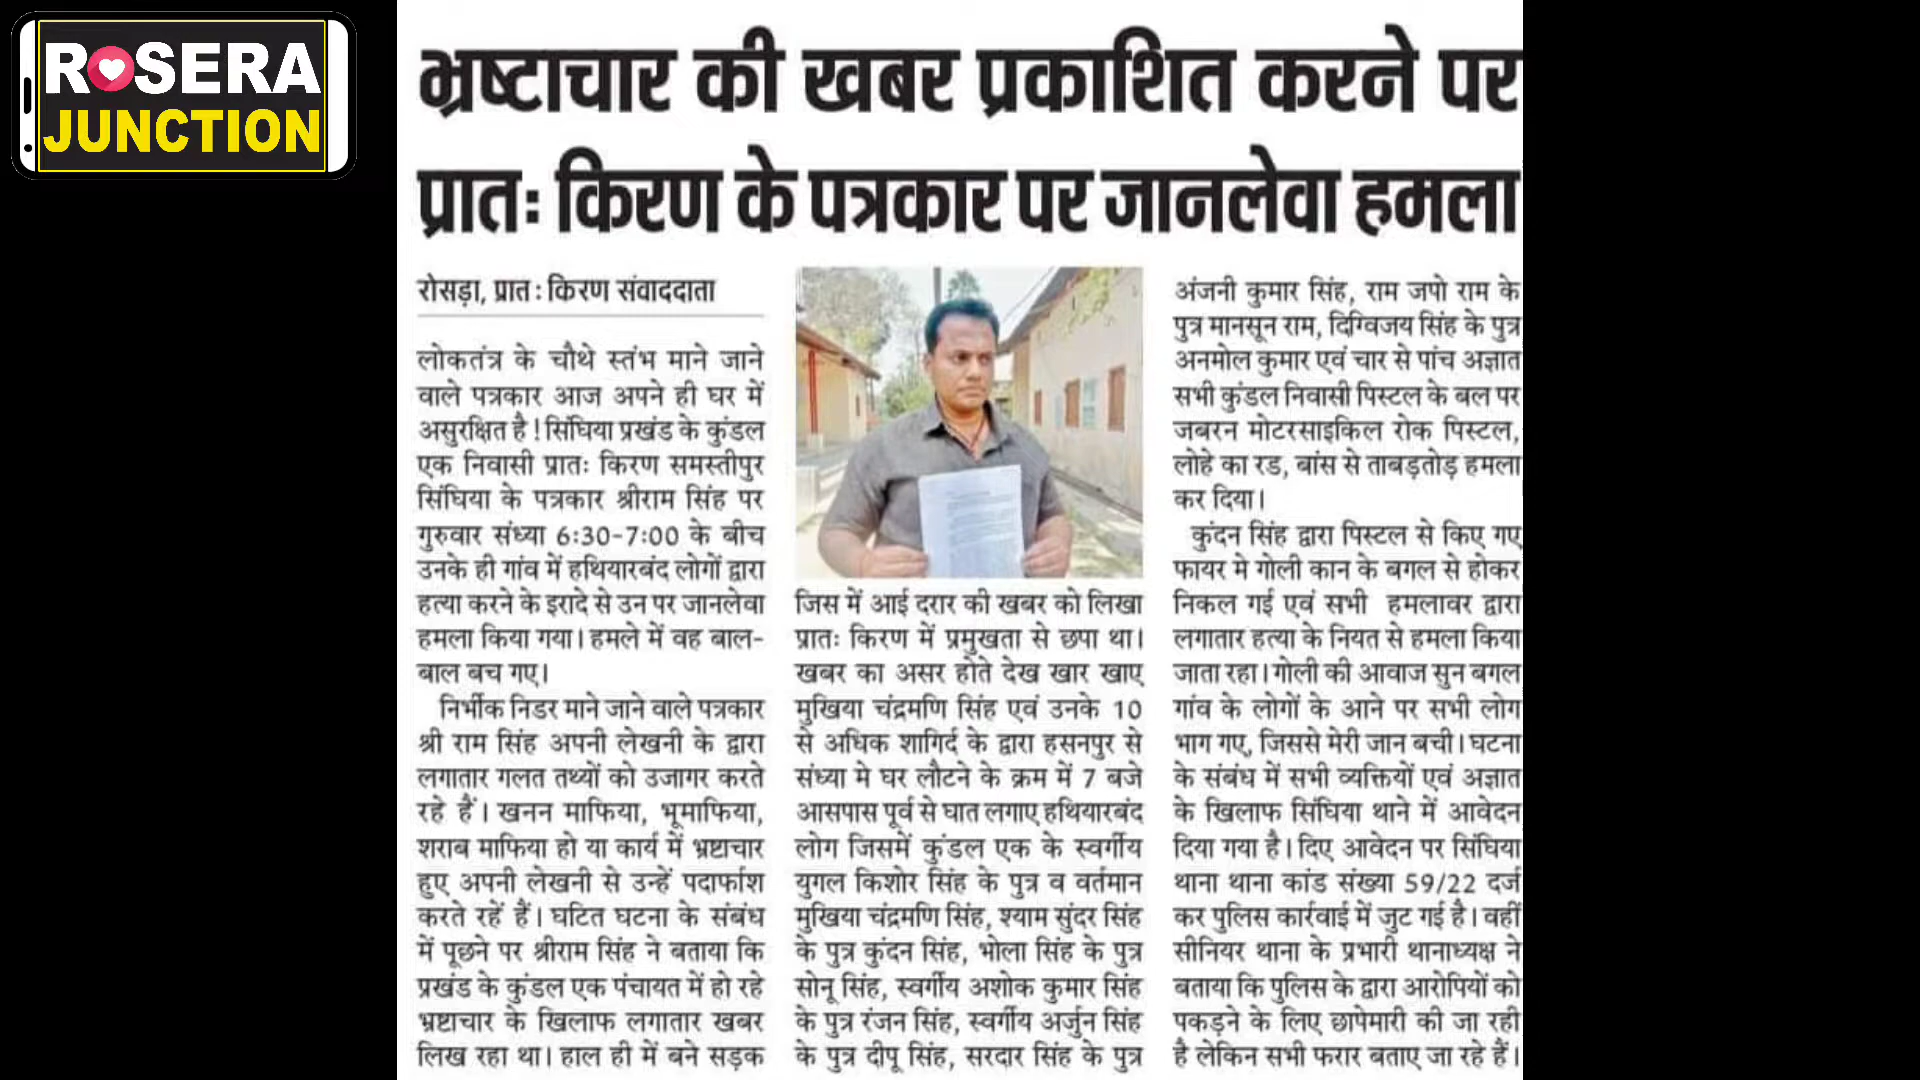 ROSERA
JUNCTION
भ्रष्टाचार की खबर प्रकाशित करने पर
प्रातः किरण के पत्रकार पर जानलेवा हमला
रोसड़ा, प्रातः किरण संवाददाता
लोकतंत्र के चौथे स्तंभ माने जाने
वाले पत्रकार आज अपने ही घर में
असुरक्षित है ! सिंघिया प्रखंड के कुंडल
एक निवासी प्रातः किरण समस्तीपुर
सिंघिया के पत्रकार श्रीराम सिंह पर
गुरुवार संध्या 6:30-7:00 के बीच
उनके ही गांव में हथियारबंद लोगों द्वारा
हत्या करने के इरादे से उन पर जानलेवा
हमला किया गया। हमले में वह बाल-
बाल बच गए।
निर्भीक निडर माने जाने वाले पत्रकार
श्री राम सिंह अपनी लेखनी के द्वारा
लगातार गलत तथ्यों को उजागर करते
रहे हैं। खनन माफिया, भूमाफिया,
शराब माफिया हो या कार्य में भ्रष्टाचार
हुए अपनी लेखनी से उन्हें पदार्फाश
करते रहें हैं। घटित घटना के संबंध
में पूछने पर श्रीराम सिंह ने बताया कि
प्रखंड के कुंडल एक पंचायत में हो रहे
भ्रष्टाचार के खिलाफ लगातार खबर
लिख रहा था। हाल ही में बने सड़क
जिस में आई दरार की खबर को लिखा
प्रातः किरण में प्रमुखता से छपा था।
खबर का असर होते देख खार खाए
मुखिया चंद्रमणि सिंह एवं उनके 10
से अधिक शागिर्द के द्वारा हसनपुर से
संध्या मे घर लौटने के क्रम में 7 बजे
आसपास पूर्व से घात लगाए हथियारबंद
लोग जिसमें कुंडल एक के स्वर्गीय
युगल किशोर सिंह के पुत्र व वर्तमान
मुखिया चंद्रमणि सिंह, श्याम सुंदर सिंह
के पुत्र कुंदन सिंह, भोला सिंह के पुत्र
सोनू सिंह, स्वर्गीय अशोक कुमार सिंह
के पुत्र रंजन सिंह, स्वर्गीय अर्जुन सिंह
के पुत्र दीपू सिंह, सरदार सिंह के पुत्र
अंजनी कुमार सिंह, राम जपो राम के
पुत्र मानसून राम, दिग्विजय सिंह के पुत्र
अनमोल कुमार एवं चार से पांच अज्ञात
सभी कुंडल निवासी पिस्टल के बल पर
जबरन मोटरसाइकिल रोक पिस्टल,
लोहे का रड, बांस से ताबड़तोड़ हमला
कर दिया।
कुंदन सिंह द्वारा पिस्टल से किए गए
फायर मे गोली कान के बगल से होकर
निकल गई एवं सभी हमलावर द्वारा
लगातार हत्या के नियत से हमला किया
जाता रहा। गोली की आवाज सुन बगल
गांव के लोगों के आने पर सभी लोग
भाग गए, जिससे मेरी जान बची। घटना
के संबंध में सभी व्यक्तियों एवं अज्ञात
के खिलाफ सिंघिया थाने में आवेदन
दिया गया है। दिए आवेदन पर सिंघिया
थाना थाना कांड संख्या 59/22 दर्ज
कर पुलिस कार्रवाई में जुट गई है। वहीं
सीनियर थाना के प्रभारी थानाध्यक्ष ने
बताया कि पुलिस के द्वारा आरोपियों को
पकड़ने के लिए छापेमारी की जा रही
है लेकिन सभी फरार बताए जा रहे हैं।